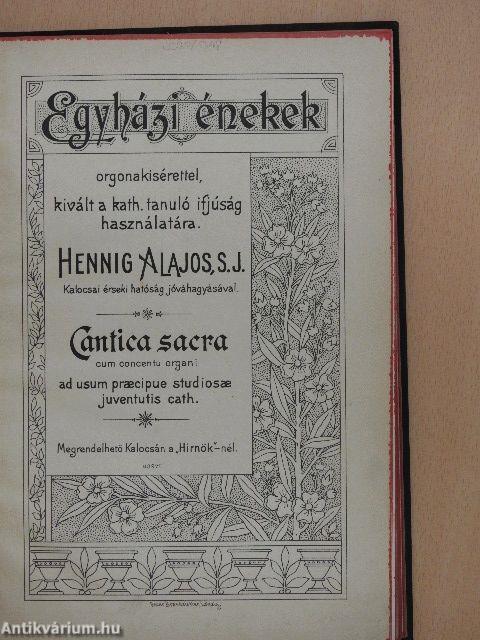 Egyházi énekek
orgonakisérettel,
kivált a kath. tanuló ifjúság
használatára.
HENNIG ALAJOS, S.J.
Kalocsai érseki hatóság jóváhagyásával.
Cantica sacra
cum concentu organi
ad usum præcipue studiosæ
juventutis cath.
Megrendelhető Kalocsán a „Hirnök"-nél.
Antikvárium.hu